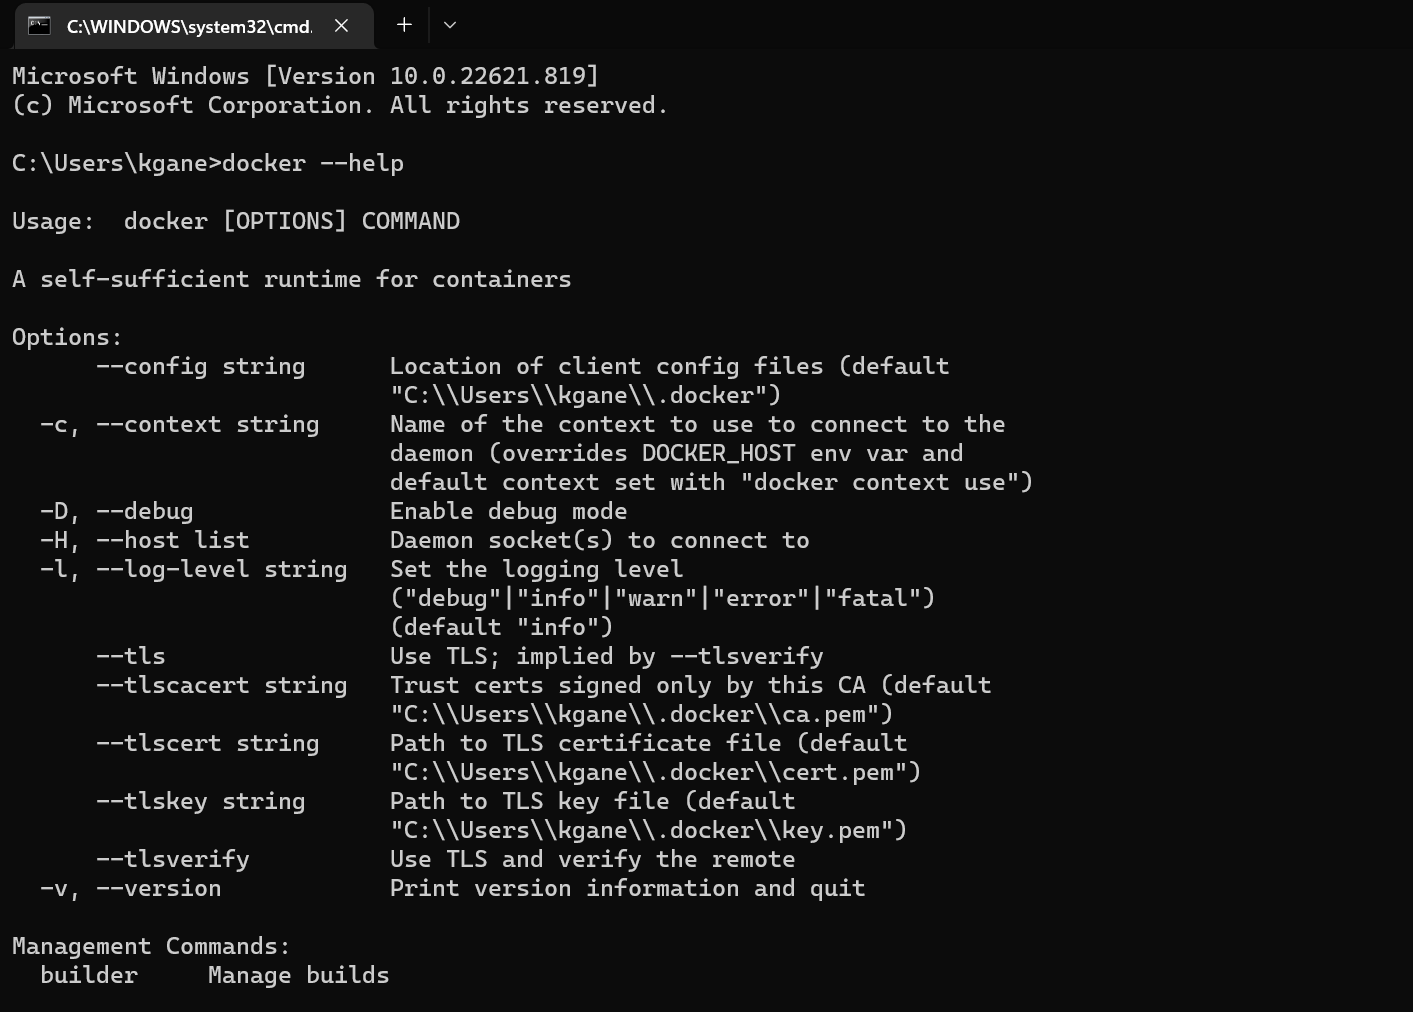 C:\WINDOWS\system32\cmd.
Microsoft Windows [Version 10.0.22621.819]
(c) Microsoft Corporation. All rights reserved.
C:\Users\kgane>docker --help
Usage:  docker [OPTIONS] COMMAND
A self-sufficient runtime for containers
Options:
      --config string      Location of client config files (default
                           "C:\\Users\\kgane\\.docker")
  -c, --context string     Name of the context to use to connect to the
                           daemon (overrides DOCKER_HOST env var and
                           default context set with "docker context use")
  -D, --debug              Enable debug mode
  -H, --host list          Daemon socket(s) to connect to
  -l, --log-level string   Set the logging level
                           ("debug"|"info"|"warn"|"error"|"fatal")
                           (default "info")
      --tls                Use TLS; implied by --tlsverify
      --tlscacert string   Trust certs signed only by this CA (default
                           "C:\\Users\\kgane\\.docker\\ca.pem")
      --tlscert string     Path to TLS certificate file (default
                           "C:\\Users\\kgane\\.docker\\cert.pem")
      --tlskey string      Path to TLS key file (default
                           "C:\\Users\\kgane\\.docker\\key.pem")
      --tlsverify          Use TLS and verify the remote
  -v, --version            Print version information and quit
Management Commands:
  builder     Manage builds